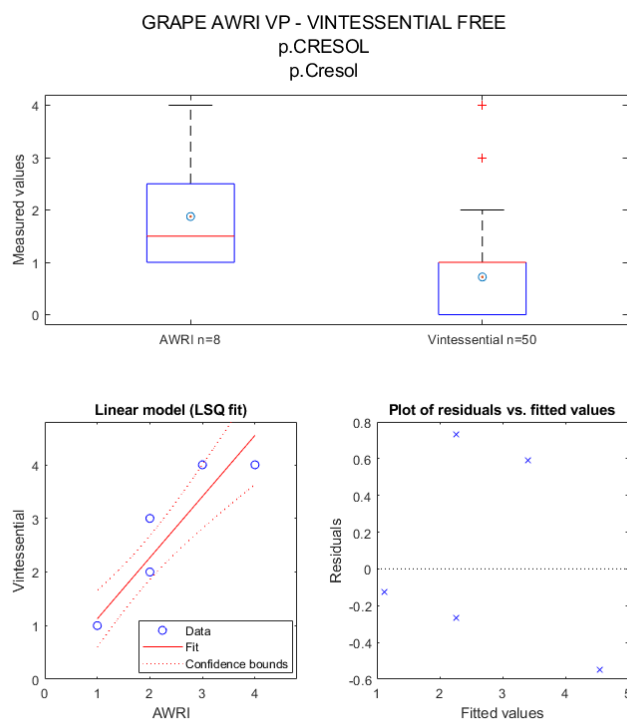 GRAPE AWRI VP - VINTESSENTIAL FREE
p.CRESOL
p.Cresol
4
3
2
1
0
Measured values
AWRI n=8
Vintessential n=50
Linear model (LSQ fit)
4
3
2
1
0
Vintessential
Data
Fit
Confidence bounds
0
1
2
3
4
AWRI
Plot of residuals vs. fitted values
0.8
0.6
0.4
0.2
0
-0.2
-0.4
-0.6
Residuals
1
2
3
4
5
Fitted values